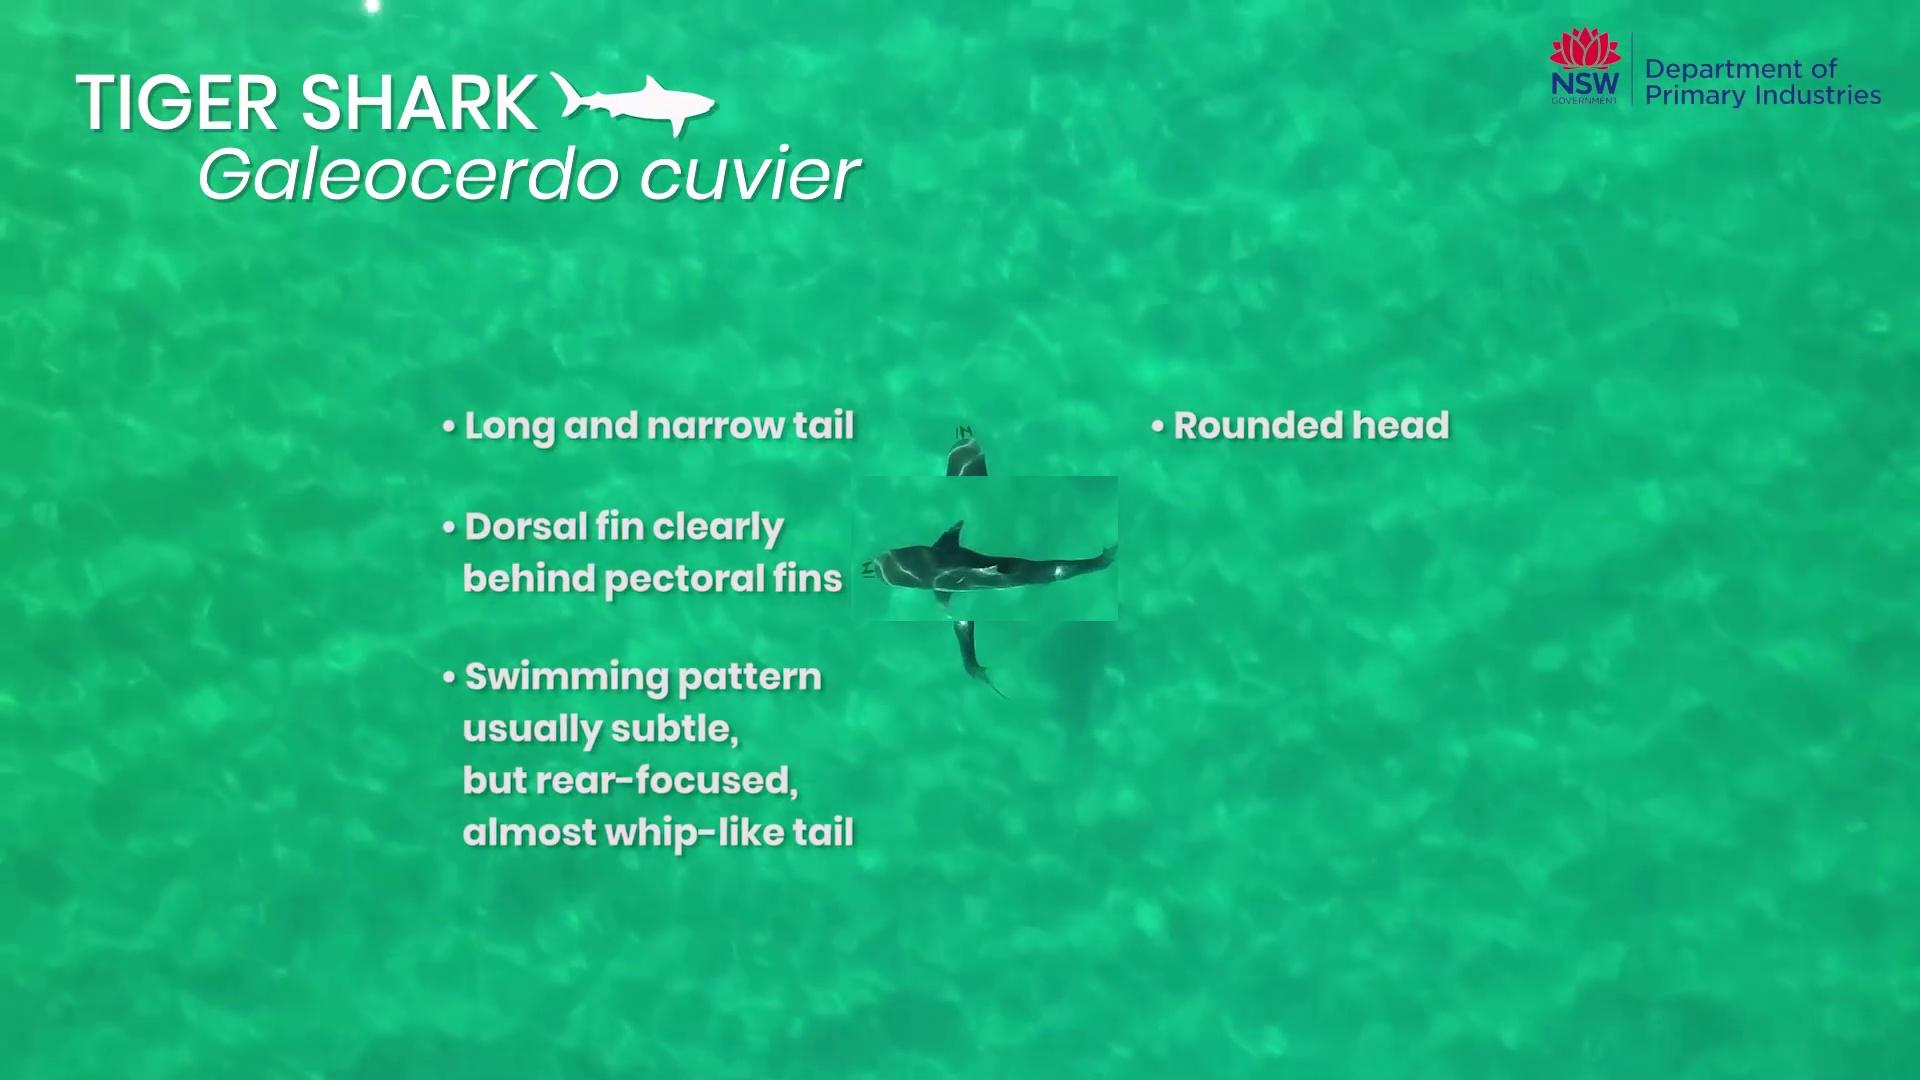 TIGER SHARK
Galeocerdo cuvier
NSW
GOVERNMENT
Department of
Primary Industries
• Long and narrow tail
• Dorsal fin clearly
behind pectoral fins
• Swimming pattern
usually subtle,
but rear-focused,
almost whip-like tail
• Rounded head